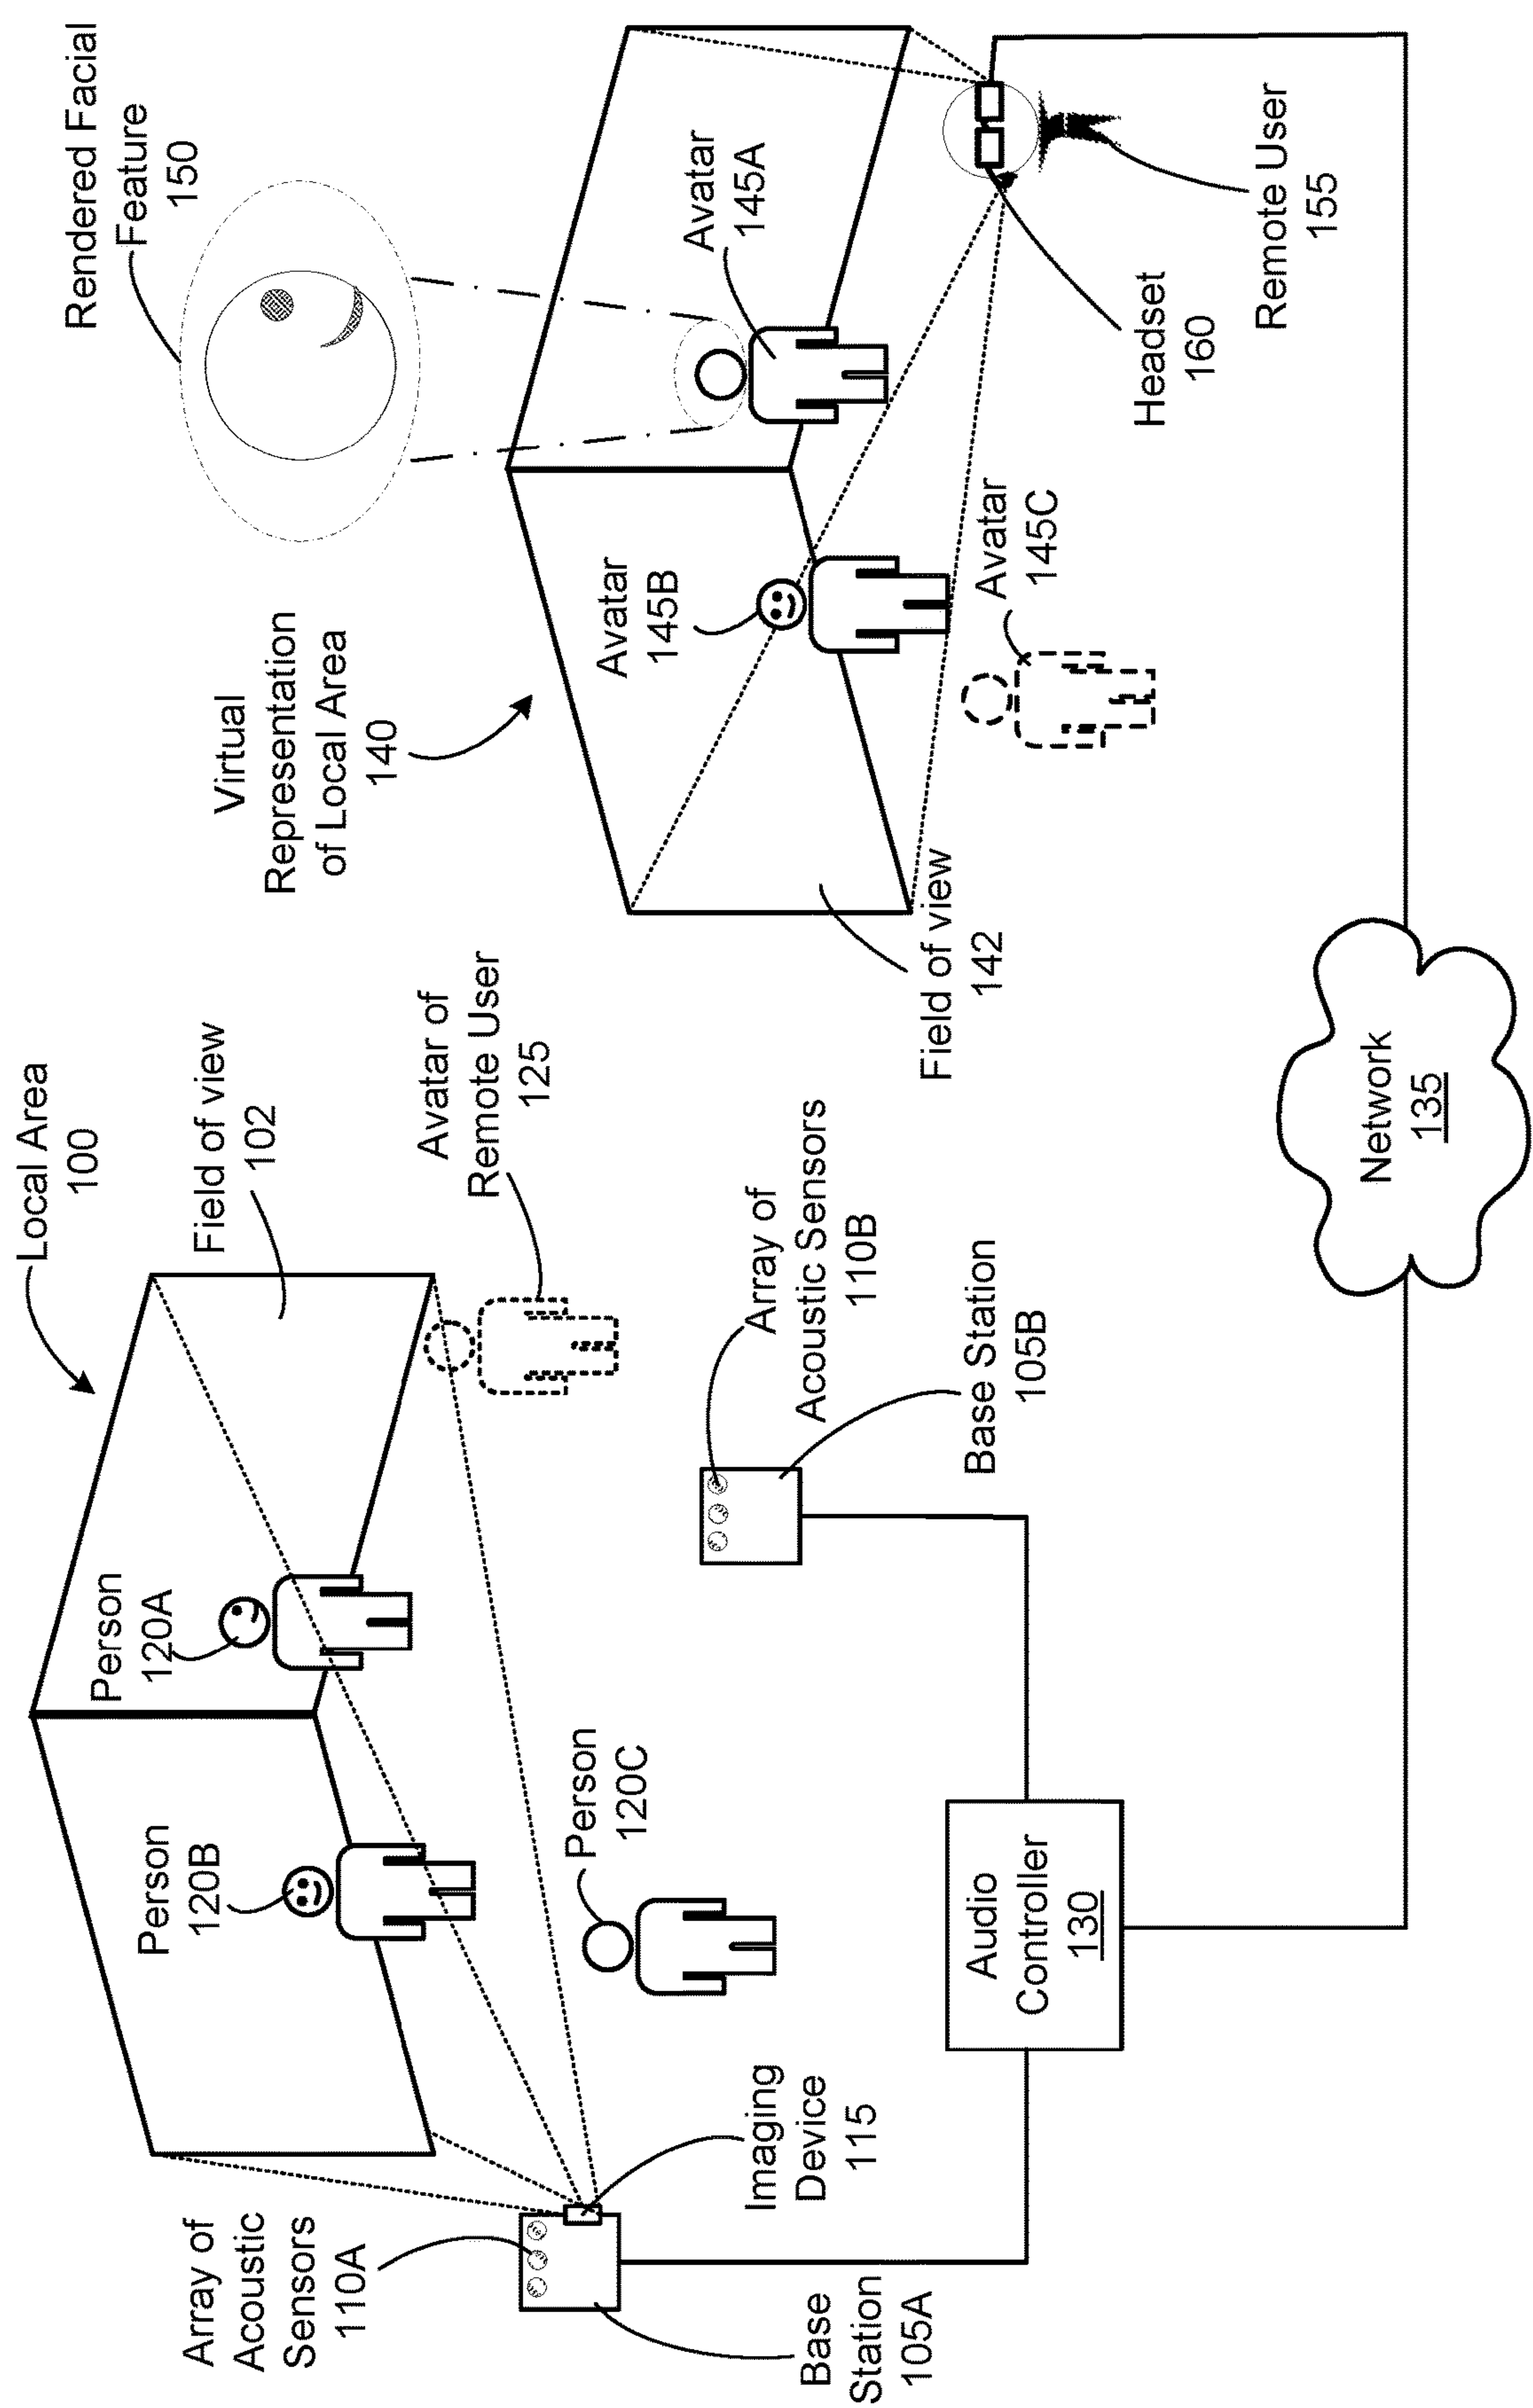 Local Area
100
Field of view
102
Person
120A
Person
120B
Person
120C
Avatar of
Remote User
125
Array of
Acoustic
Sensors
110A
Base
Station
105A
Imaging
Device
115
Array of
Acoustic Sensors
110B
Base Station
105B
Audio
Controller
130
Network
135
Virtual
Representation
of Local Area
140
Rendered Facial
Feature
150
Avatar
145B
Avatar
145A
Field of view
142
Avatar
145C
Headset
160
Remote User
155